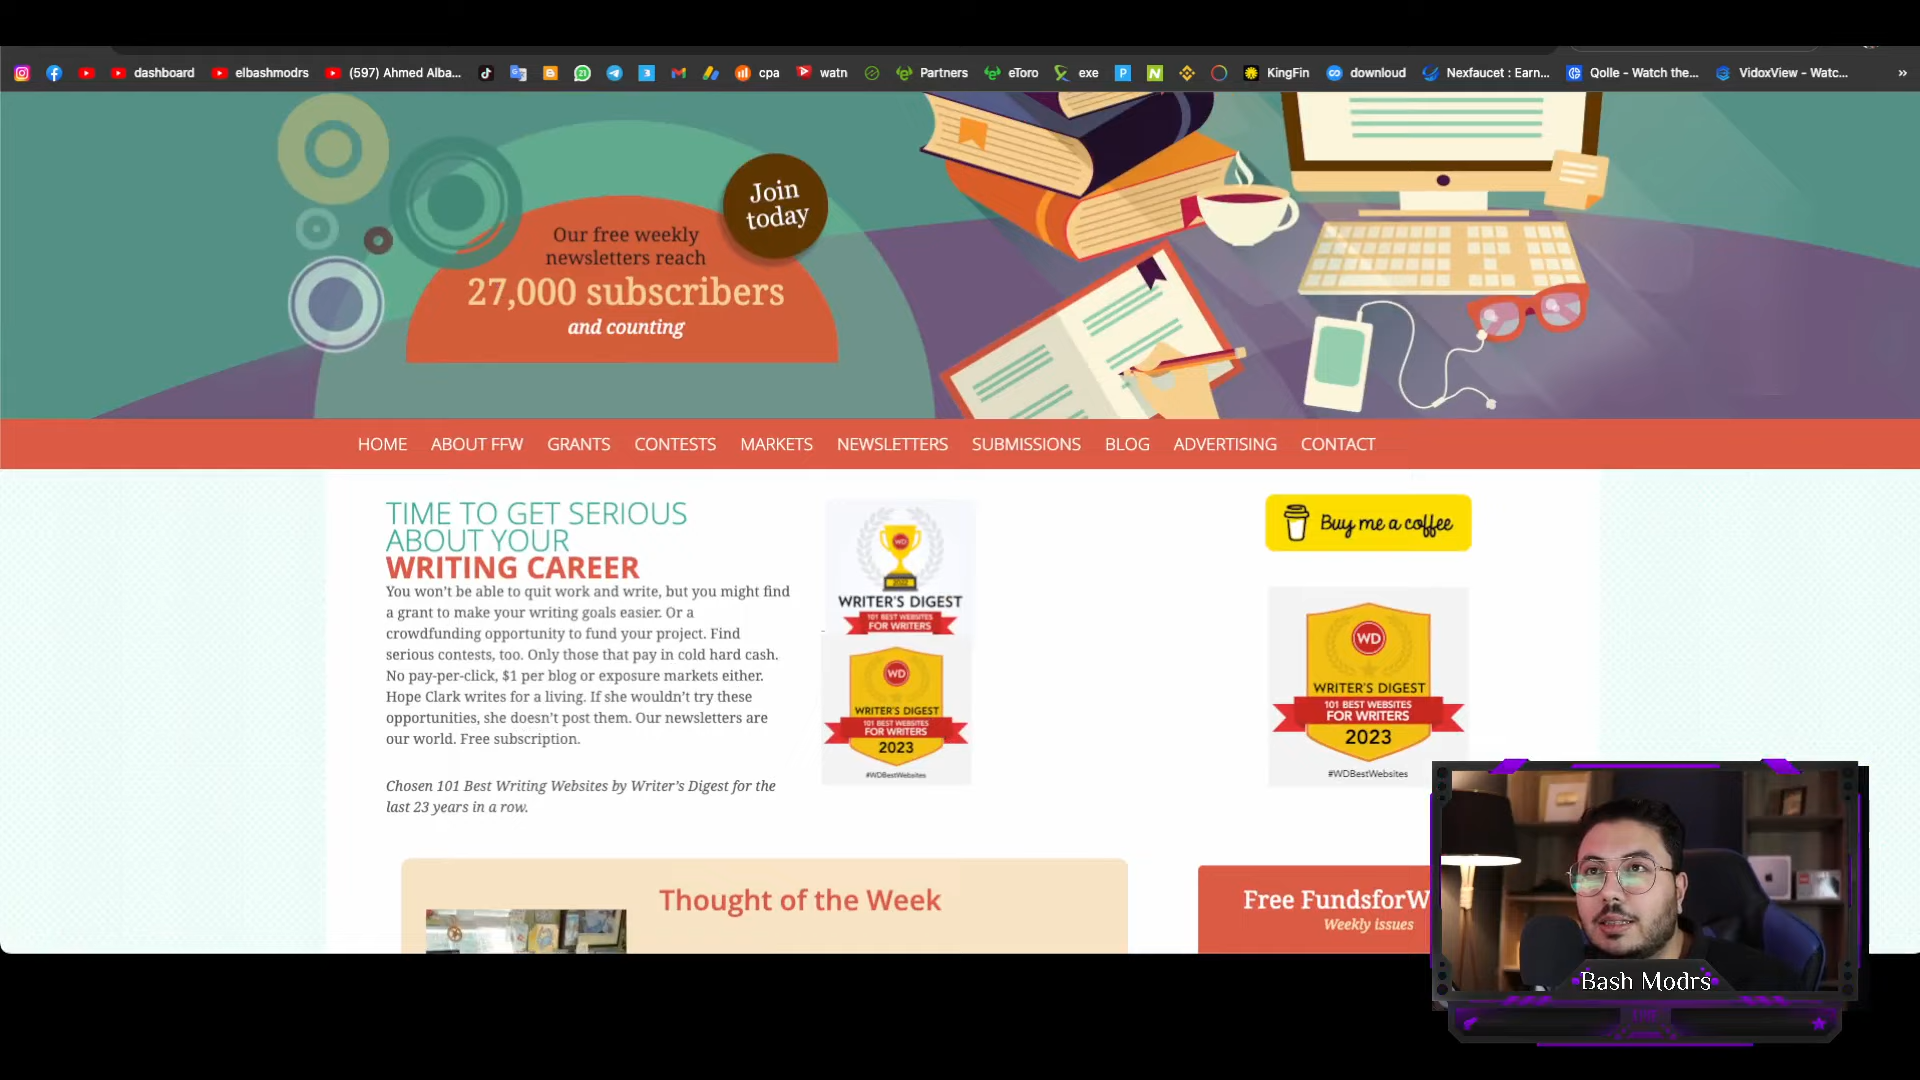 dashboard
elbashmodrs
(597) Ahmed Alba...
cpa
watn
Partners
eToro
exe
KingFin
downloud
Nexfaucet : Earn...
Qolle - Watch the...
VidoxView - Watc...
»
Join
today
Our free weekly
newsletters reach
27,000 subscribers
and counting
HOME ABOUT FFW GRANTS CONTESTS MARKETS NEWSLETTERS SUBMISSIONS BLOG ADVERTISING CONTACT
TIME TO GET SERIOUS
ABOUT YOUR
WRITING CAREER
You won’t be able to quit work and write, but you might find
a grant to make your writing goals easier. Or a
crowdfunding opportunity to fund your project. Find
serious contests, too. Only those that pay in cold hard cash.
No pay-per-click, $1 per blog or exposure markets either.
Hope Clark writes for a living. If she wouldn’t try these
opportunities, she doesn’t post them. Our newsletters are
our world. Free subscription.
Chosen 101 Best Writing Websites by Writer’s Digest for the
last 23 years in a row.
WD
2022
WRITER'S DIGEST
101 BEST WEBSITES
FOR WRITERS
WD
WRITER'S DIGEST
101 BEST WEBSITES
FOR WRITERS
2023
#WDBestWebsites
Buy me a coffee
WD
WRITER'S DIGEST
101 BEST WEBSITES
FOR WRITERS
2023
#WDBestWebsites
Thought of the Week
Free FundsforW
Weekly issues
Bash Modrs